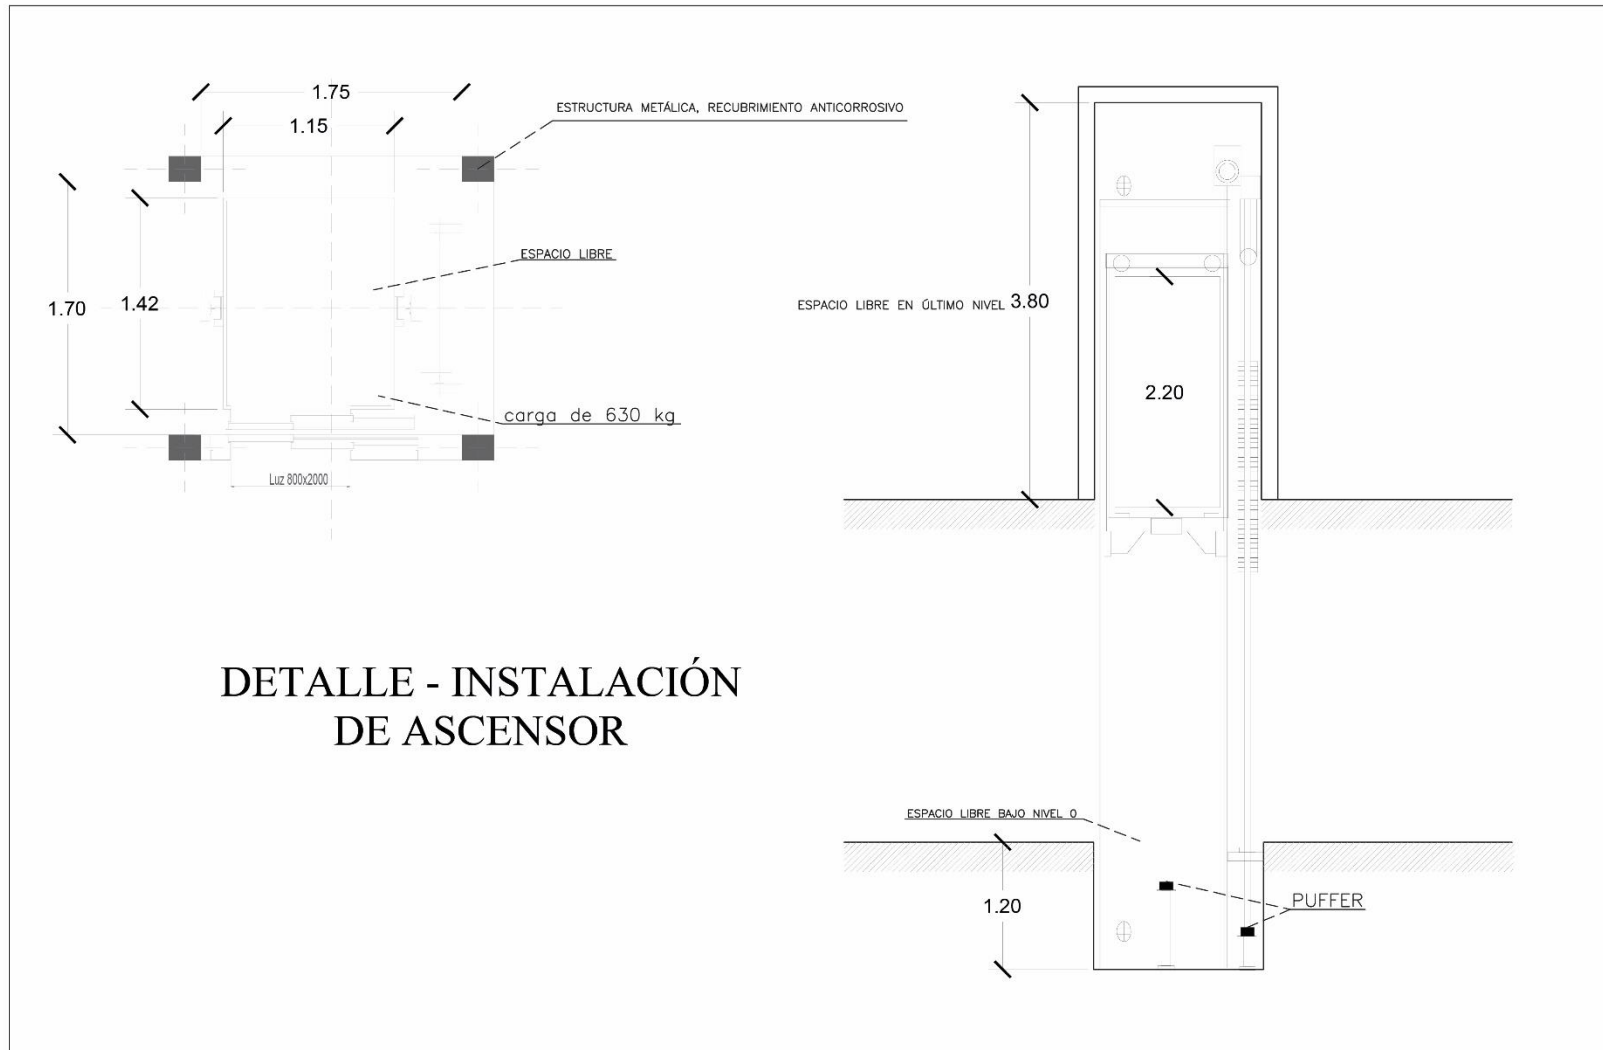 1.75
1.15
ESTRUCTURA METÁLICA, RECUBRIMIENTO ANTICORROSIVO
ESPACIO LIBRE
1.70
1.42
carga de 630 kg
Luz 800x2000
ESPACIO LIBRE EN ÚLTIMO NIVEL 3.80
2.20
DETALLE - INSTALACIÓN
DE ASCENSOR
ESPACIO LIBRE BAJO NIVEL 0
1.20
PUFFER